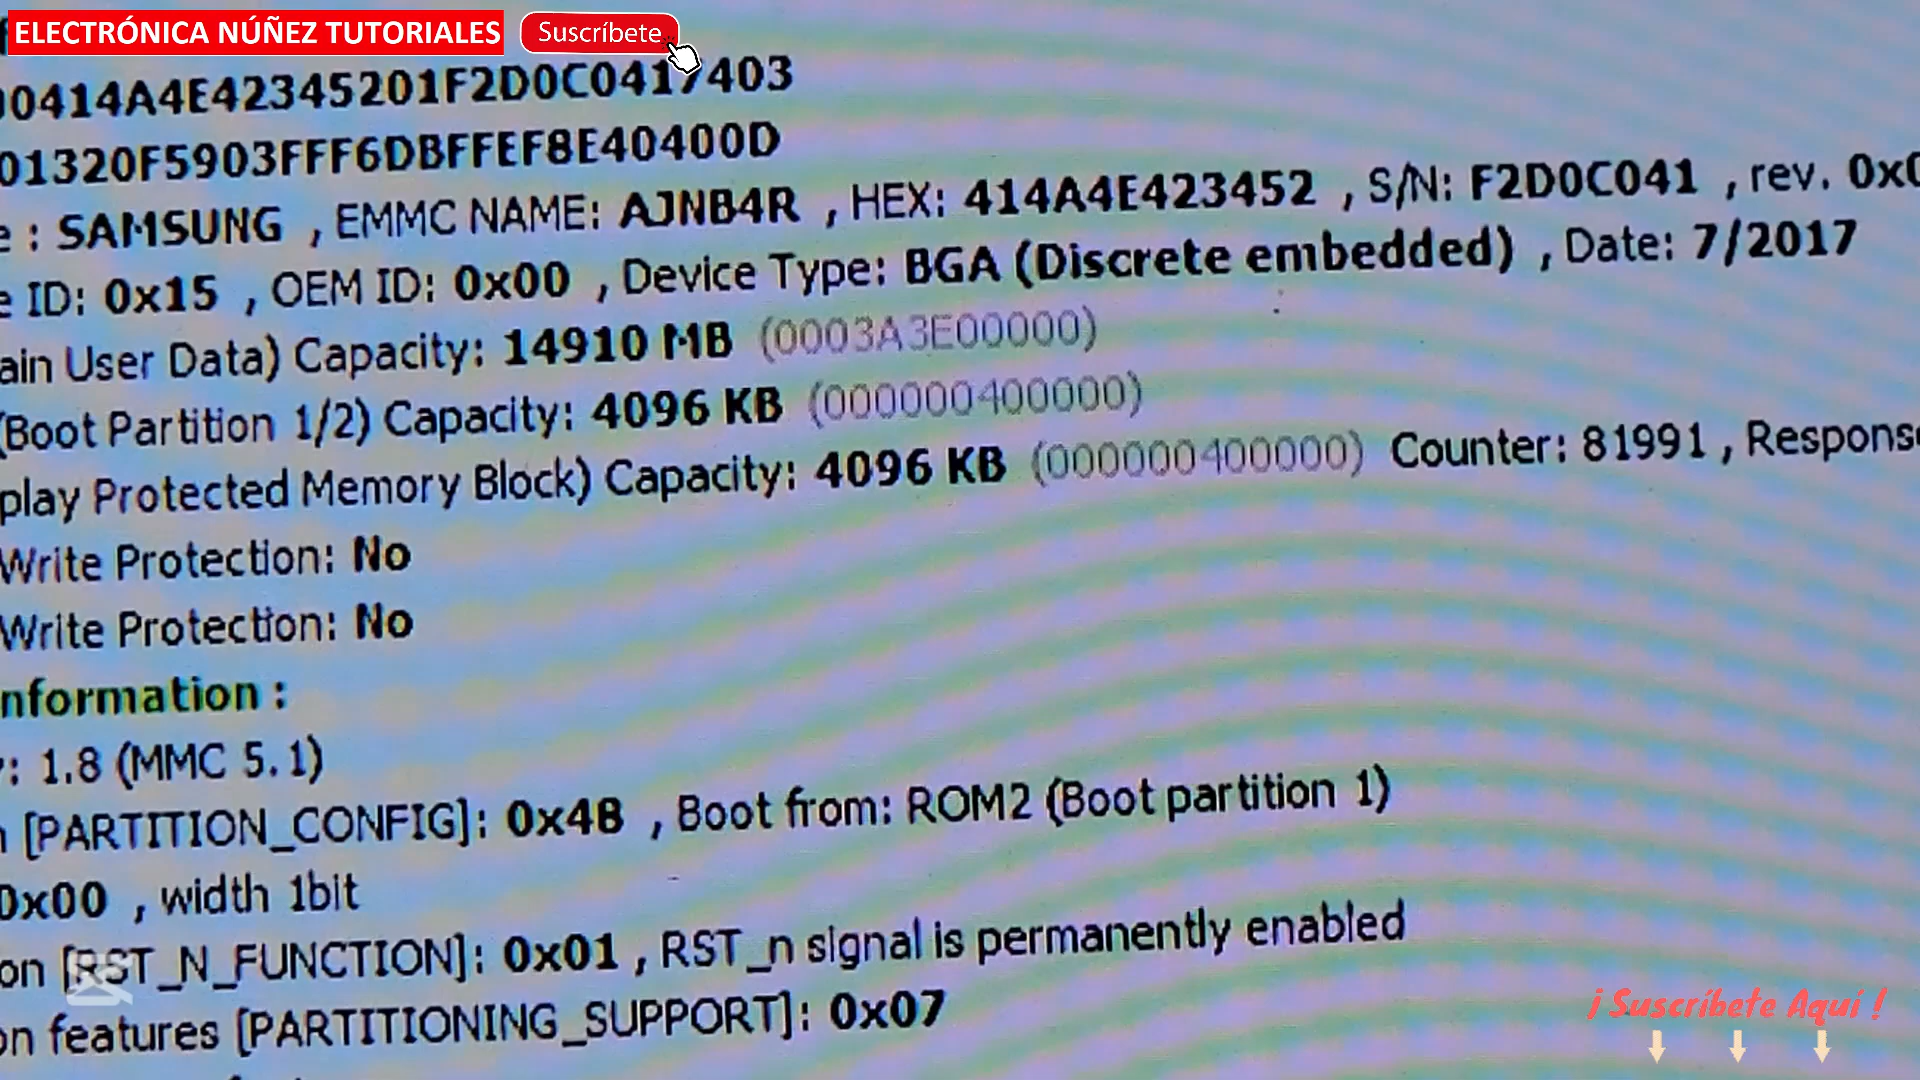 ELECTRÓNICA NÚÑEZ TUTORIALES
Suscríbete
00414A4E42345201F2D0C0417403
01320F5903FFF6DBFFEF8E40400D
e : SAMSUNG , EMMC NAME: AJNB4R , HEX: 414A4E423452 , S/N: F2D0C041 , rev. 0x0
e ID: 0x15 , OEM ID: 0x00 , Device Type: BGA (Discrete embedded) , Date: 7/2017
ain User Data) Capacity: 14910 MB (0003A3E00000)
(Boot Partition 1/2) Capacity: 4096 KB (000000400000)
play Protected Memory Block) Capacity: 4096 KB (000000400000) Counter: 81991 , Response
Write Protection: No
Write Protection: No
nformation :
: 1.8 (MMC 5.1)
n [PARTITION_CONFIG]: 0x48 , Boot from: ROM2 (Boot partition 1)
0x00 , width 1bit
on [RST_N_FUNCTION]: 0x01 , RST_n signal is permanently enabled
on features [PARTITIONING_SUPPORT]: 0x07
¡ Suscríbete Aquí !